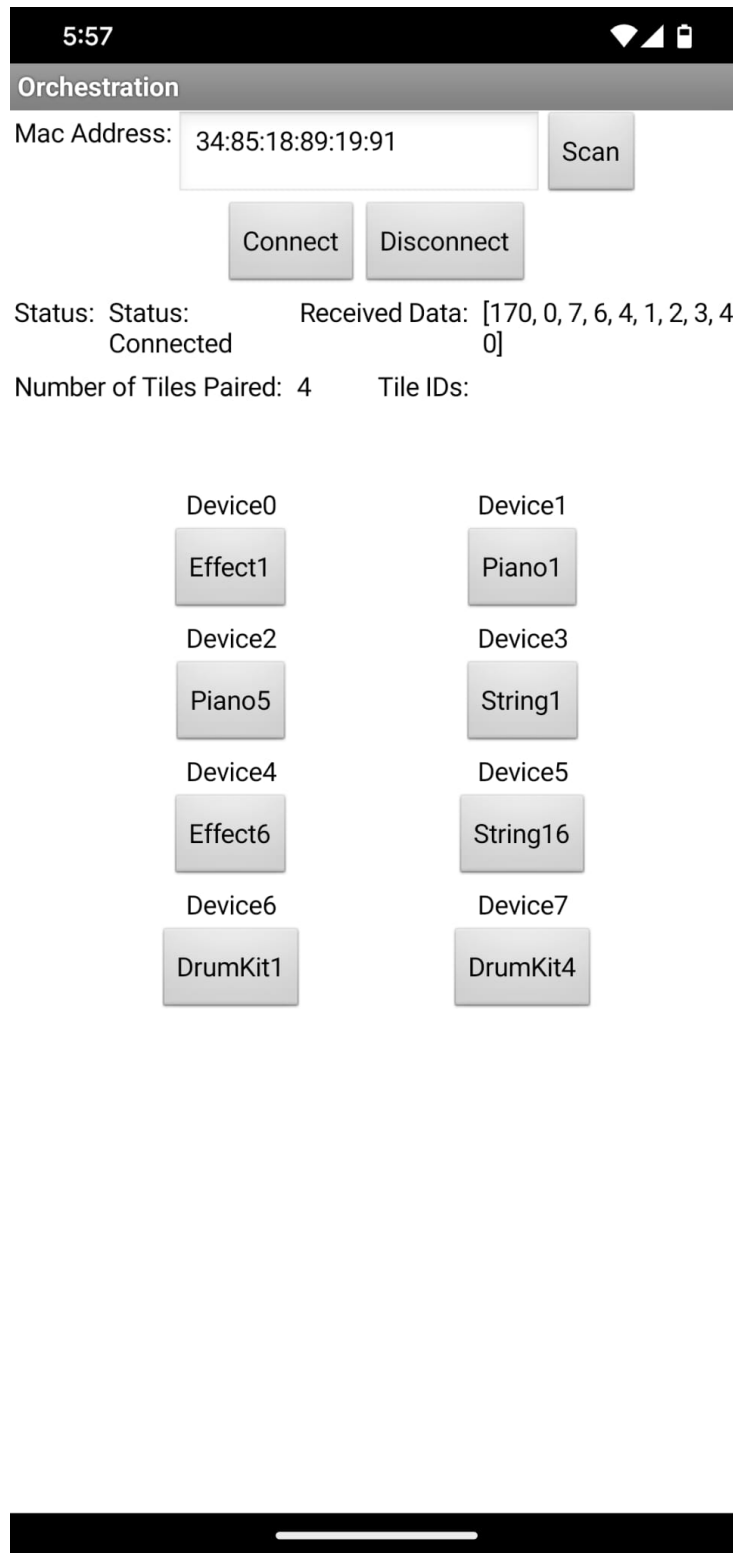 5:57
Orchestration
Mac Address: 34:85:18:89:19:91 Scan
Connect Disconnect
Status: Status: Received Data: [170, 0, 7, 6, 4, 1, 2, 3, 4
Connected 0]
Number of Tiles Paired: 4 Tile IDs:
Device0 Device1
Effect1 Piano1
Device2 Device3
Piano5 String1
Device4 Device5
Effect6 String16
Device6 Device7
DrumKit1 DrumKit4